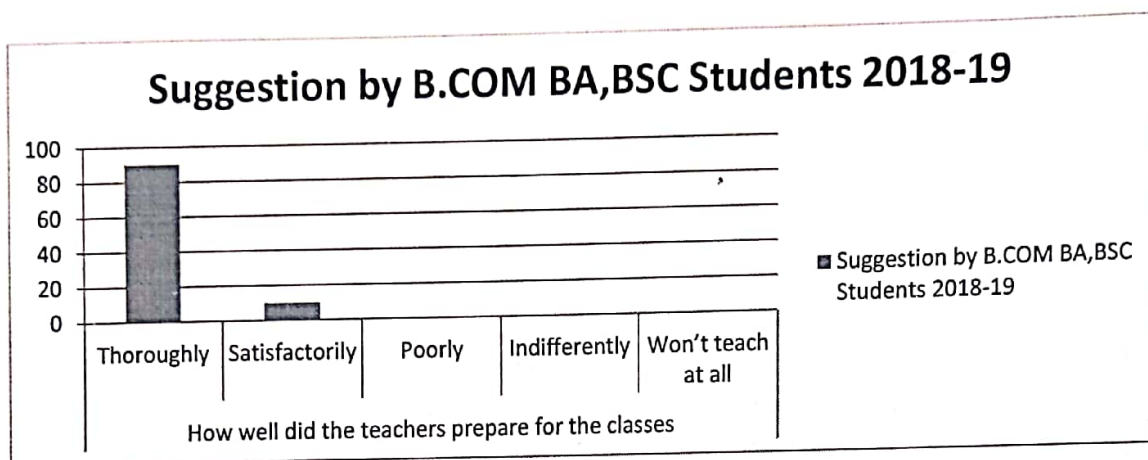 Suggestion by B.COM BA,BSC Students 2018-19
100
80
60
40
20
0
Thoroughly
Satisfactorily
Poorly
Indifferently
Won't teach
at all
How well did the teachers prepare for the classes
Suggestion by B.COM BA,BSC
Students 2018-19